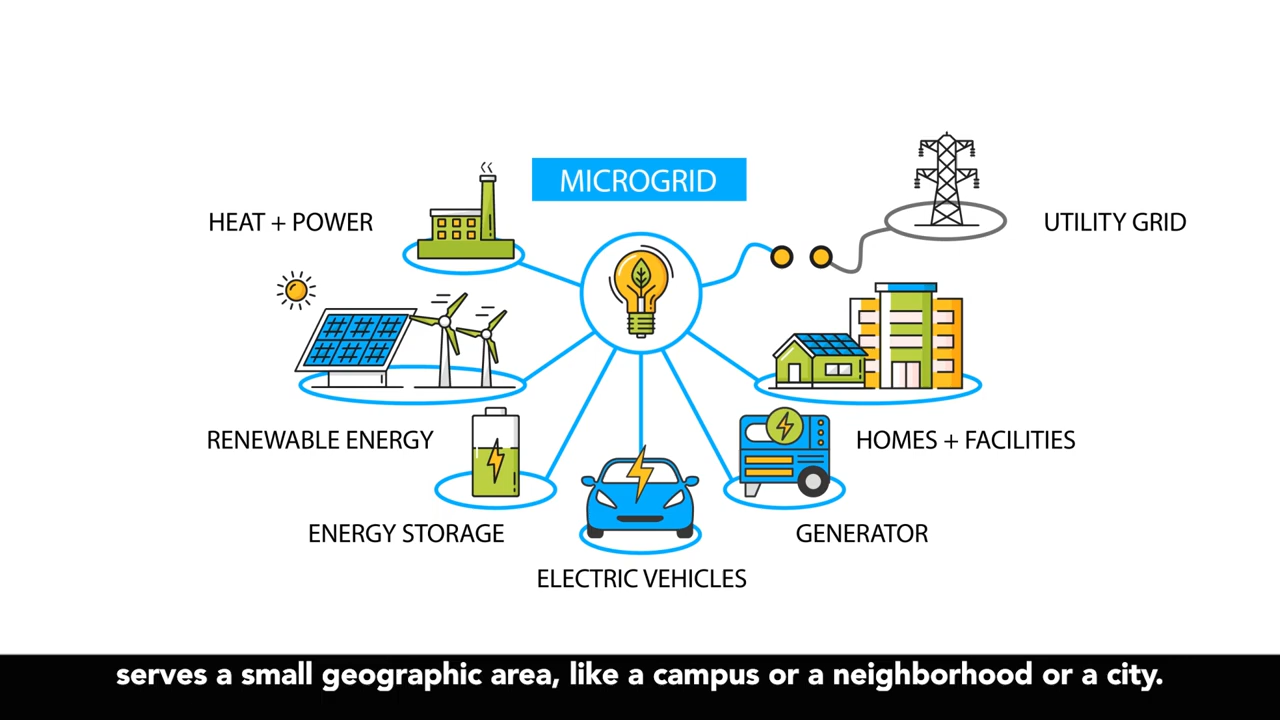 MICROGRID
HEAT + POWER
UTILITY GRID
RENEWABLE ENERGY
HOMES + FACILITIES
ENERGY STORAGE
GENERATOR
ELECTRIC VEHICLES
serves a small geographic area, like a campus or a neighborhood or a city.